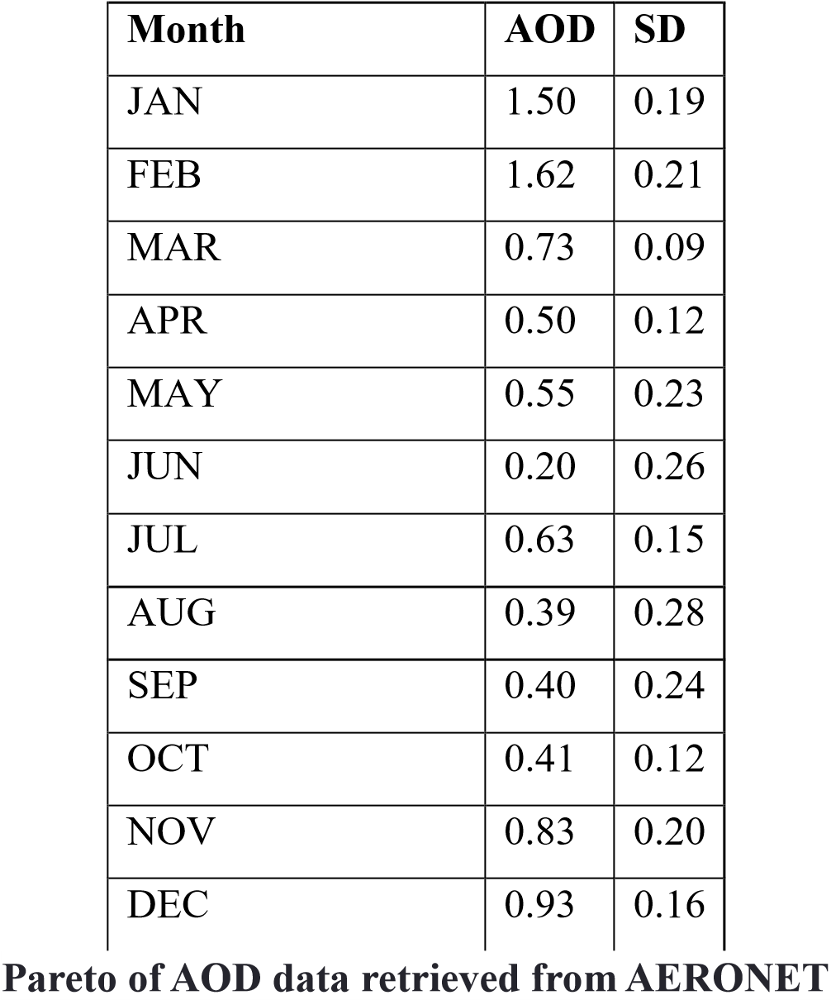 Month AOD SD
JAN 1.50 0.19
FEB 1.62 0.21
MAR 0.73 0.09
APR 0.50 0.12
MAY 0.55 0.23
JUN 0.20 0.26
JUL 0.63 0.15
AUG 0.39 0.28
SEP 0.40 0.24
OCT 0.41 0.12
NOV 0.83 0.20
DEC 0.93 0.16
Pareto of AOD data retrieved from AERONET